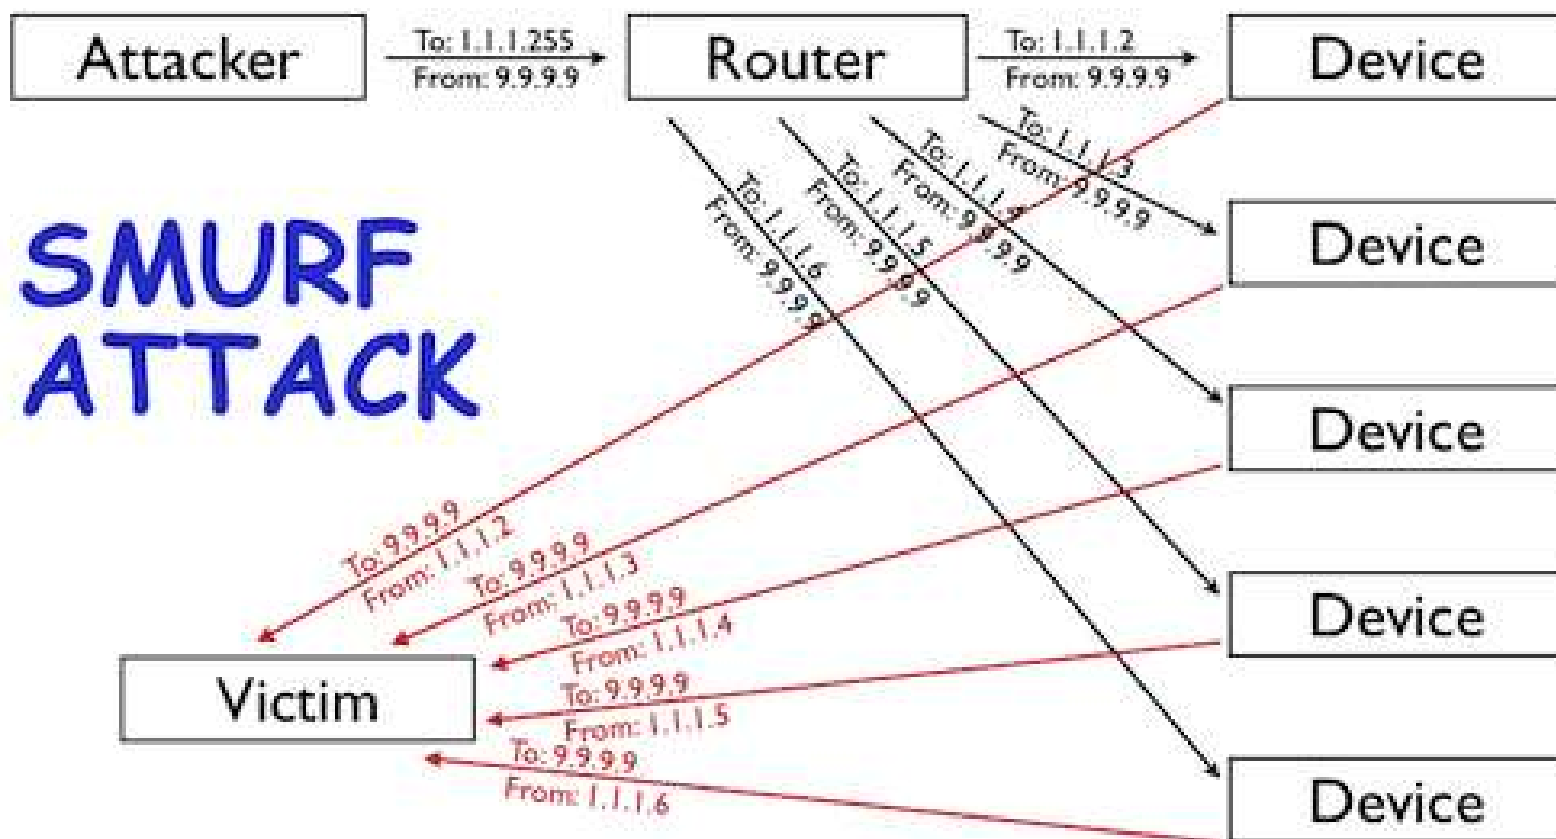 Attacker
To: 1.1.1.255
From: 9.9.9.9
Router
To: 1.1.1.2
From: 9.9.9.9
Device
To: 1.1.1.3
From: 9.9.9.9
To: 1.1.1.4
From: 9.9.9.9
To: 1.1.1.5
From: 9.9.9.9
To: 1.1.1.6
From: 9.9.9.9
Device
SMURF
ATTACK
Device
To: 9.9.9.9
From: 1.1.1.2
To: 9.9.9.9
From: 1.1.1.3
To: 9.9.9.9
From: 1.1.1.4
Device
Victim
To: 9.9.9.9
From: 1.1.1.5
To: 9.9.9.9
From: 1.1.1.6
Device